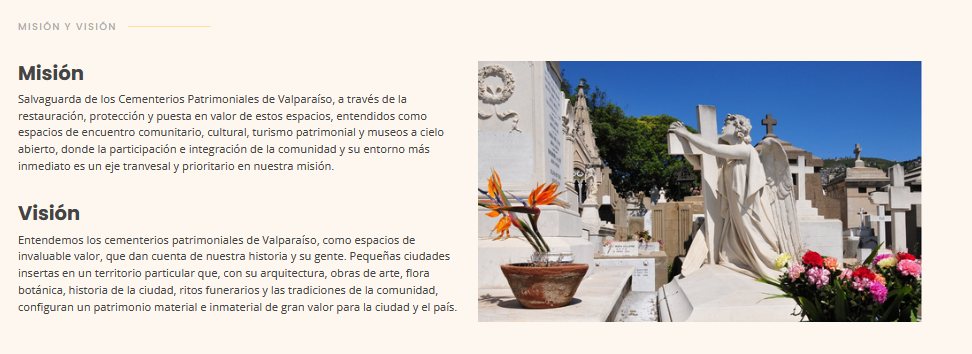 MISIÓN Y VISIÓN
Misión
Salvaguarda de los Cementerios Patrimoniales de Valparaíso, a través de la
restauración, protección y puesta en valor de estos espacios, entendidos como
espacios de encuentro comunitario, cultural, turismo patrimonial y museos a cielo
abierto, donde la participación e integración de la comunidad y su entorno más
inmediato es un eje tranvesal y prioritario en nuestra misión.
Visión
Entendemos los cementerios patrimoniales de Valparaíso, como espacios de
invaluable valor, que dan cuenta de nuestra historia y su gente. Pequeñas ciudades
insertas en un territorio particular que, con su arquitectura, obras de arte, flora
botánica, historia de la ciudad, ritos funerarios y las tradiciones de la comunidad,
configuran un patrimonio material e inmaterial de gran valor para la ciudad y el país.